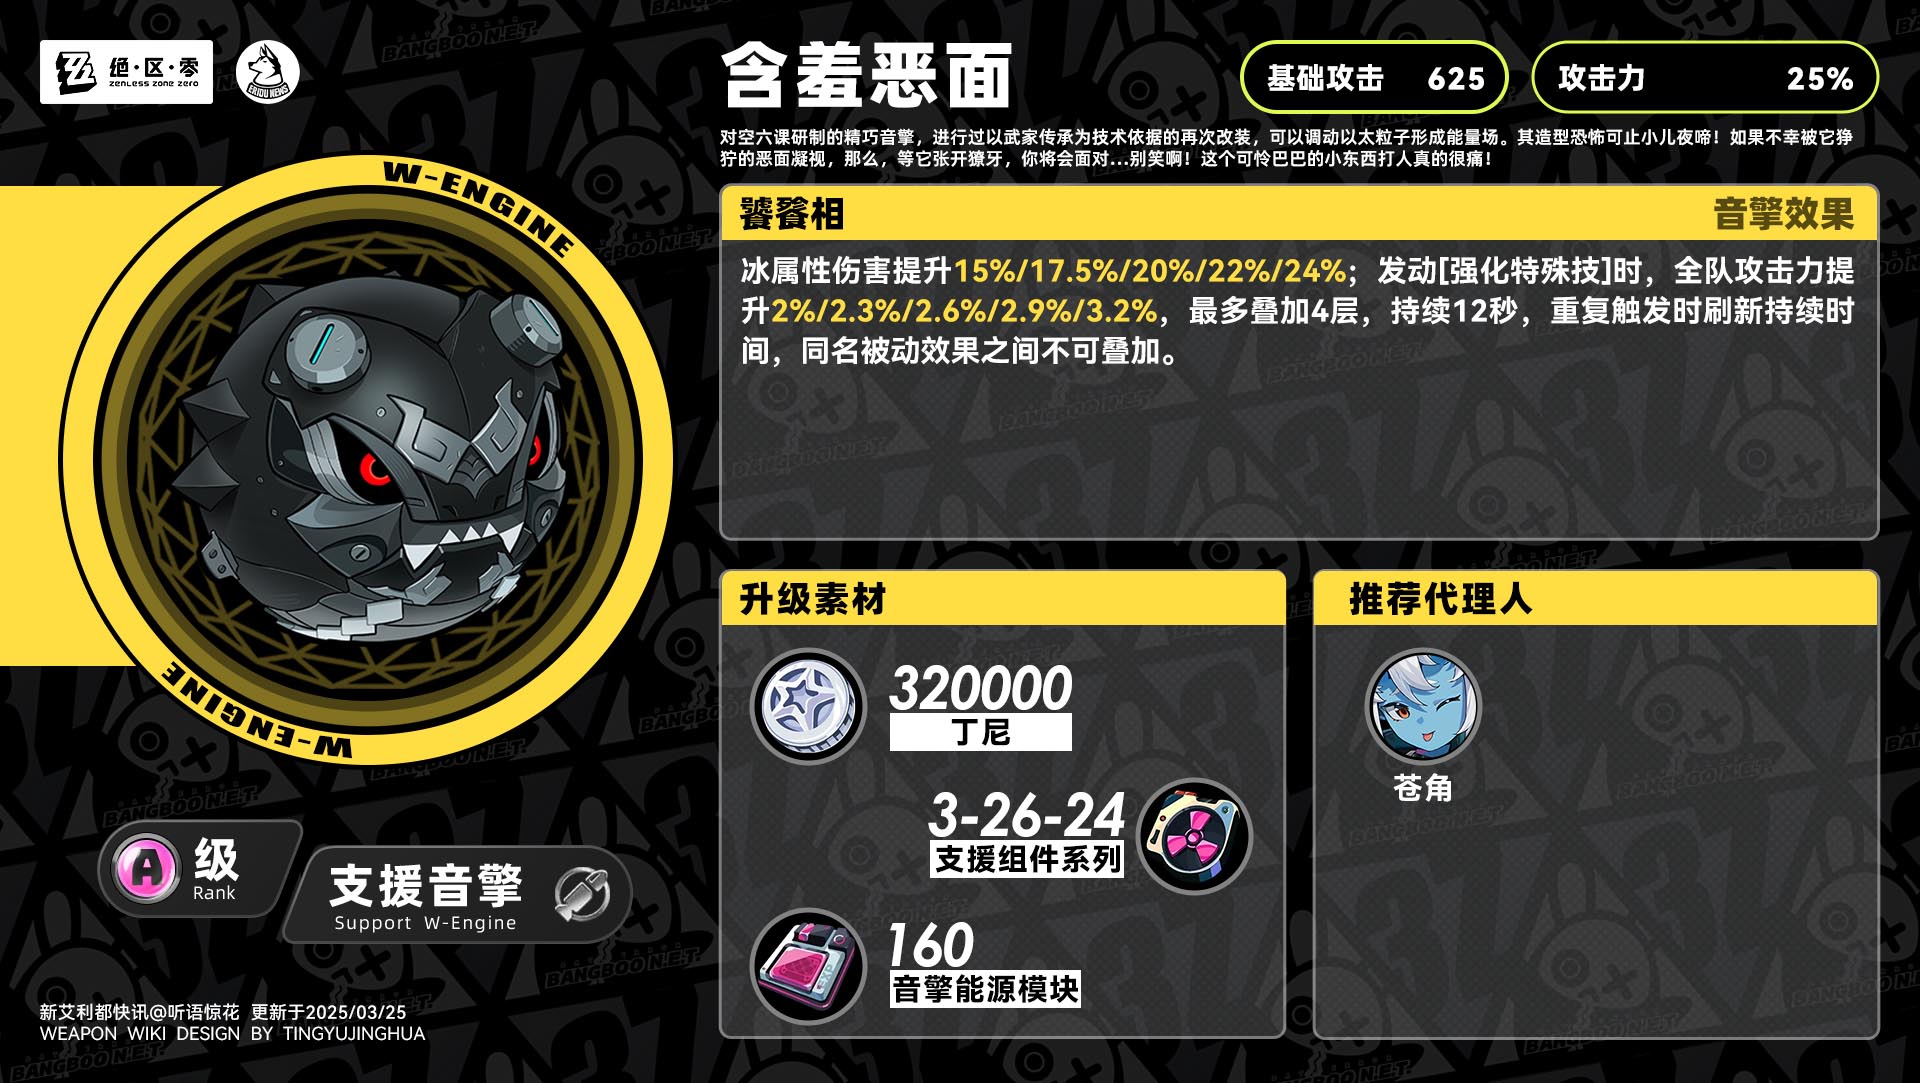 绝·区·零
ZENLESS ZONE ZERO
ERIDU NEWS
含羞恶面
基础攻击 625
攻击力 25%
对空六课研制的精巧音擎，进行过以武家传承为技术依据的再次改装，可以调动以太粒子形成能量场。其造型恐怖可止小儿夜啼！如果不幸被它狰
狞的恶面凝视，那么，等它张开獠牙，你将会面对...别笑啊！这个可怜巴巴的小东西打人真的很痛！
W-ENGINE
W-ENGINE
饕餮相 音擎效果
冰属性伤害提升15%/17.5%/20%/22%/24%；发动[强化特殊技]时，全队攻击力提
升2%/2.3%/2.6%/2.9%/3.2%，最多叠加4层，持续12秒，重复触发时刷新持续时
间，同名被动效果之间不可叠加。
升级素材
320000
丁尼
3-26-24
支援组件系列
160
音擎能源模块
推荐代理人
苍角
A 级
Rank
支援音擎
Support W-Engine
新艾利都快讯@听语惊花 更新于2025/03/25
WEAPON WIKI DESIGN BY TINGYUJINGHUA
BANGBOO N.E.T.